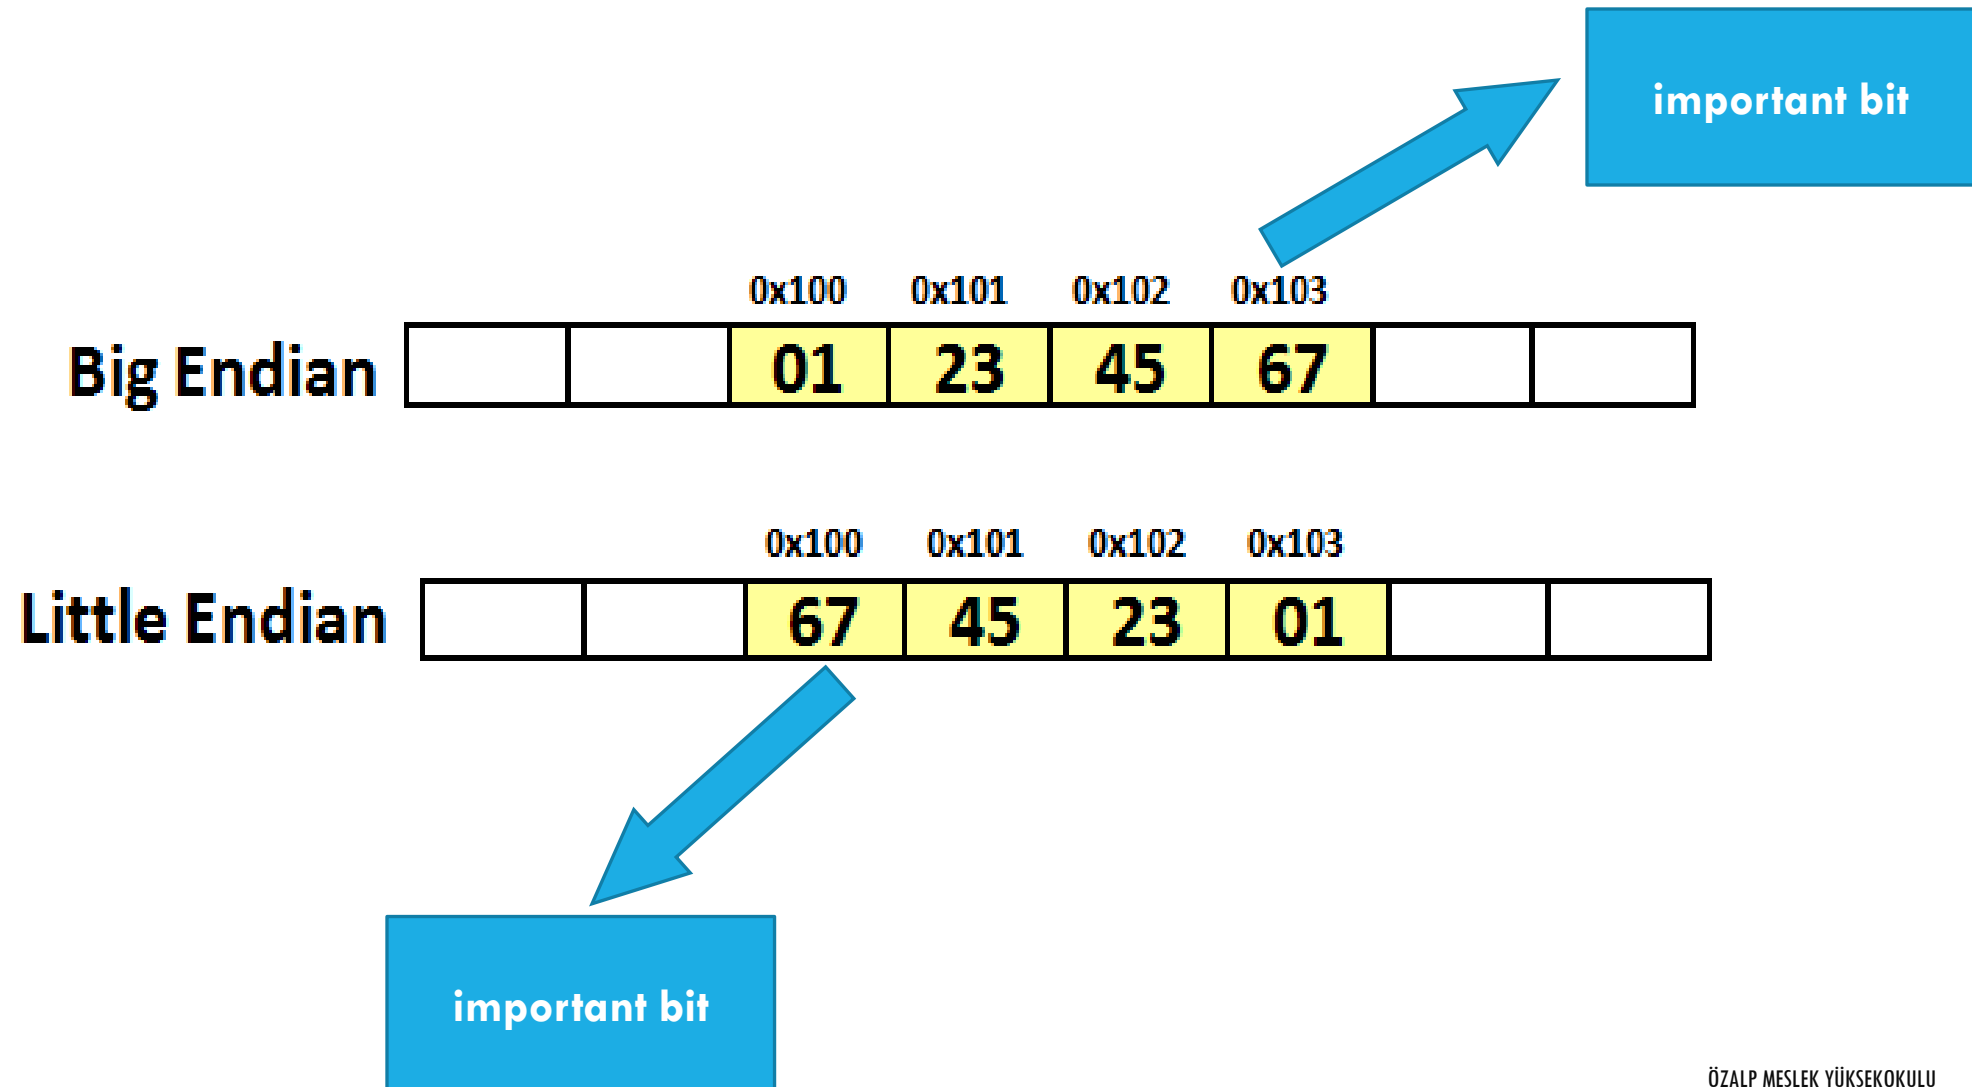 important bit
0x100 0x101 0x102 0x103
Big Endian 01 23 45 67
0x100 0x101 0x102 0x103
Little Endian 67 45 23 01
important bit
ÖZALP MESLEK YÜKSEKOKULU